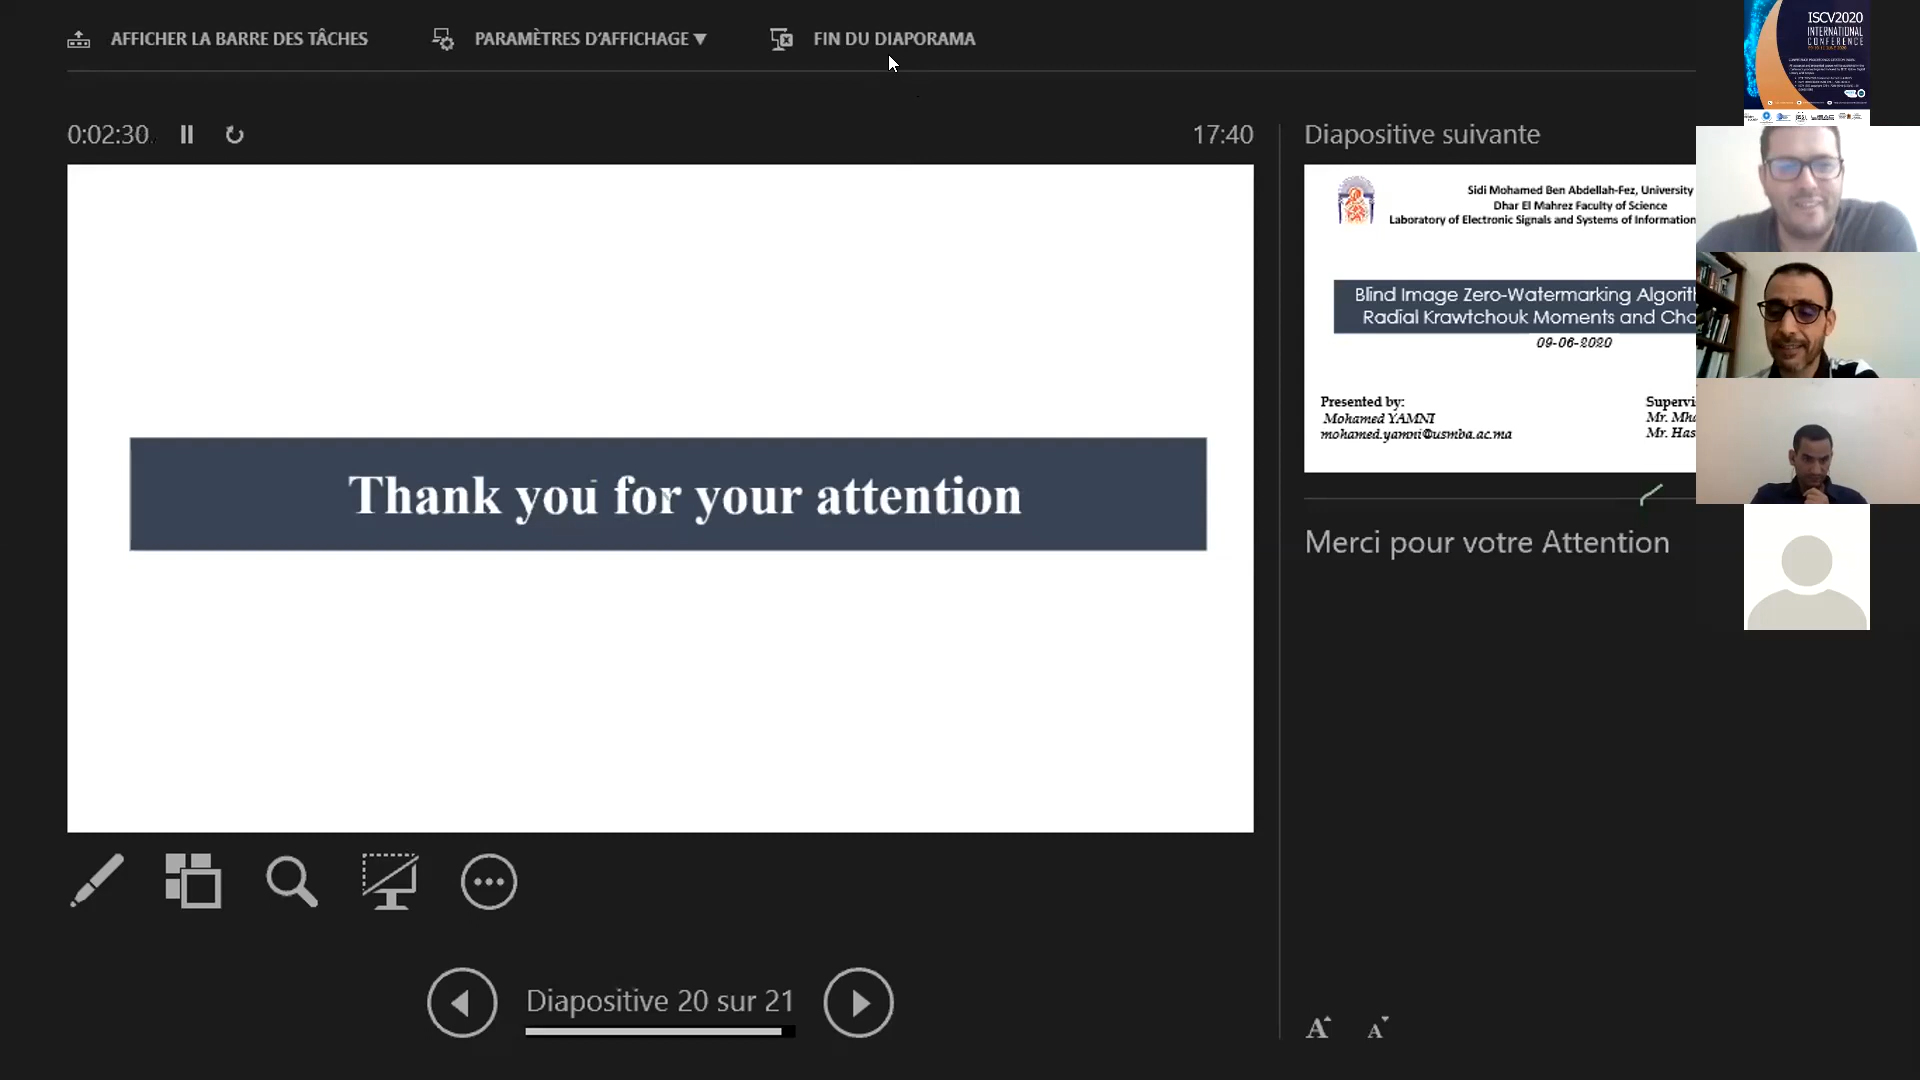 AFFICHER LA BARRE DES TÂCHES
PARAMÈTRES D'AFFICHAGE ▼
FIN DU DIAPORAMA
0:02:30
17:40
Thank you for your attention
Diapositive 20 sur 21
Diapositive suivante
Sidi Mohamed Ben Abdellah-Fez, University
Dhar El Mahrez Faculty of Science
Laboratory of Electronic Signals and Systems of Information
Blind Image Zero-Watermarking Algorit
Radial Krawtchouk Moments and Cha
09-06-2020
Presented by:
Mohamed YAMNI
mohamed.yamni@usmba.ac.ma
Supervi
Mr. Mha
Mr. Has
Merci pour votre Attention
A A
ISCV2020
INTERNATIONAL
CONFERENCE